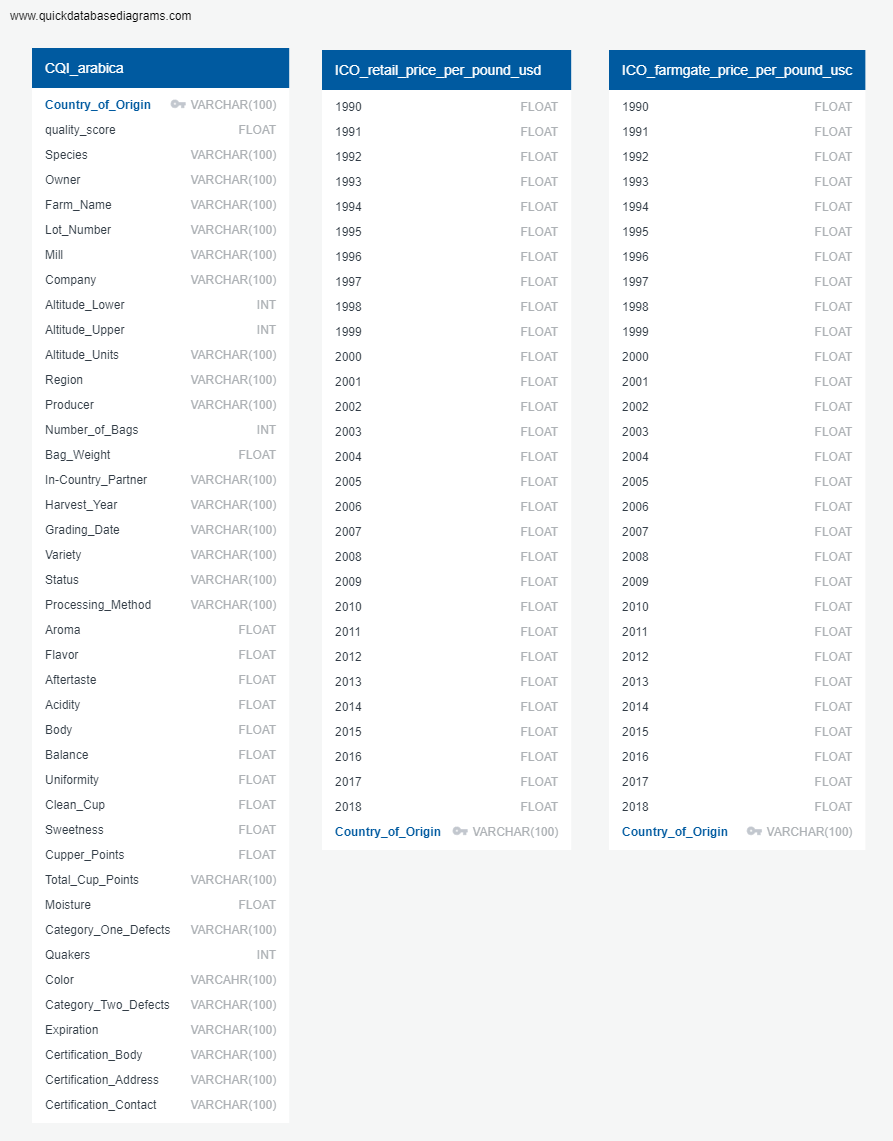 www.quickdatabasediagrams.com
CQI_arabica
Country_of_Origin VARCHAR(100)
quality_score FLOAT
Species VARCHAR(100)
Owner VARCHAR(100)
Farm_Name VARCHAR(100)
Lot_Number VARCHAR(100)
Mill VARCHAR(100)
Company VARCHAR(100)
Altitude_Lower INT
Altitude_Upper INT
Altitude_Units VARCHAR(100)
Region VARCHAR(100)
Producer VARCHAR(100)
Number_of_Bags INT
Bag_Weight FLOAT
In-Country_Partner VARCHAR(100)
Harvest_Year VARCHAR(100)
Grading_Date VARCHAR(100)
Variety VARCHAR(100)
Status VARCHAR(100)
Processing_Method VARCHAR(100)
Aroma FLOAT
Flavor FLOAT
Aftertaste FLOAT
Acidity FLOAT
Body FLOAT
Balance FLOAT
Uniformity FLOAT
Clean_Cup FLOAT
Sweetness FLOAT
Cupper_Points FLOAT
Total_Cup_Points VARCHAR(100)
Moisture FLOAT
Category_One_Defects VARCHAR(100)
Quakers INT
Color VARCAHR(100)
Category_Two_Defects VARCHAR(100)
Expiration VARCHAR(100)
Certification_Body VARCHAR(100)
Certification_Address VARCHAR(100)
Certification_Contact VARCHAR(100)
ICO_retail_price_per_pound_usd
1990 FLOAT
1991 FLOAT
1992 FLOAT
1993 FLOAT
1994 FLOAT
1995 FLOAT
1996 FLOAT
1997 FLOAT
1998 FLOAT
1999 FLOAT
2000 FLOAT
2001 FLOAT
2002 FLOAT
2003 FLOAT
2004 FLOAT
2005 FLOAT
2006 FLOAT
2007 FLOAT
2008 FLOAT
2009 FLOAT
2010 FLOAT
2011 FLOAT
2012 FLOAT
2013 FLOAT
2014 FLOAT
2015 FLOAT
2016 FLOAT
2017 FLOAT
2018 FLOAT
Country_of_Origin VARCHAR(100)
ICO_farmgate_price_per_pound_usc
1990 FLOAT
1991 FLOAT
1992 FLOAT
1993 FLOAT
1994 FLOAT
1995 FLOAT
1996 FLOAT
1997 FLOAT
1998 FLOAT
1999 FLOAT
2000 FLOAT
2001 FLOAT
2002 FLOAT
2003 FLOAT
2004 FLOAT
2005 FLOAT
2006 FLOAT
2007 FLOAT
2008 FLOAT
2009 FLOAT
2010 FLOAT
2011 FLOAT
2012 FLOAT
2013 FLOAT
2014 FLOAT
2015 FLOAT
2016 FLOAT
2017 FLOAT
2018 FLOAT
Country_of_Origin VARCHAR(100)